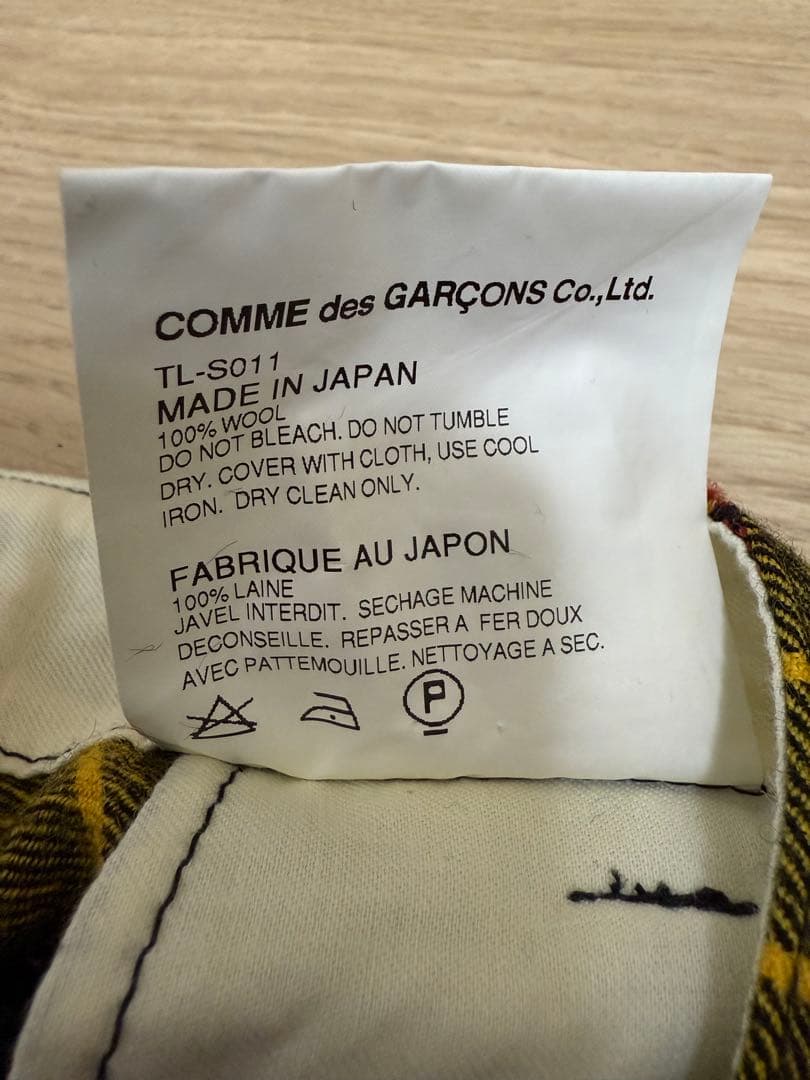 COMME des GARÇONS Co.,Ltd.
TL-S011
MADE IN JAPAN
100% WOOL
DO NOT BLEACH. DO NOT TUMBLE
DRY. COVER WITH CLOTH, USE COOL
IRON. DRY CLEAN ONLY.
FABRIQUE AU JAPON
100% LAINE
JAVEL INTERDIT. SECHAGE MACHINE
DECONSEILLE. REPASSER A FER DOUX
AVEC PATTEMOUILLE. NETTOYAGE A SEC.
P